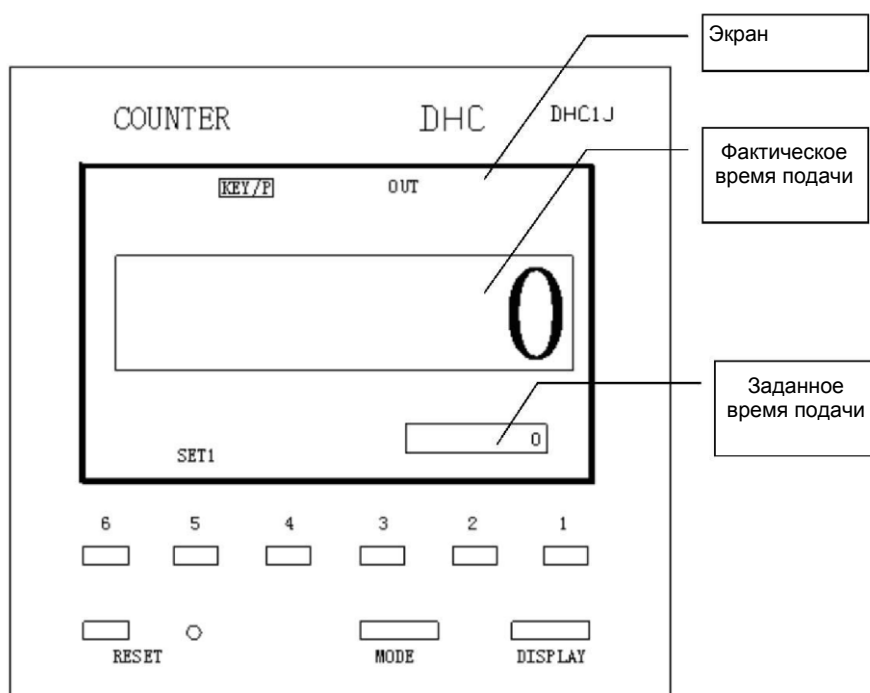 Экран
COUNTER DHC DHC1J
Фактическое
время подачи
KEY/P OUT
0
Заданное
время подачи
0
SET1
6 5 4 3 2 1
RESET MODE DISPLAY